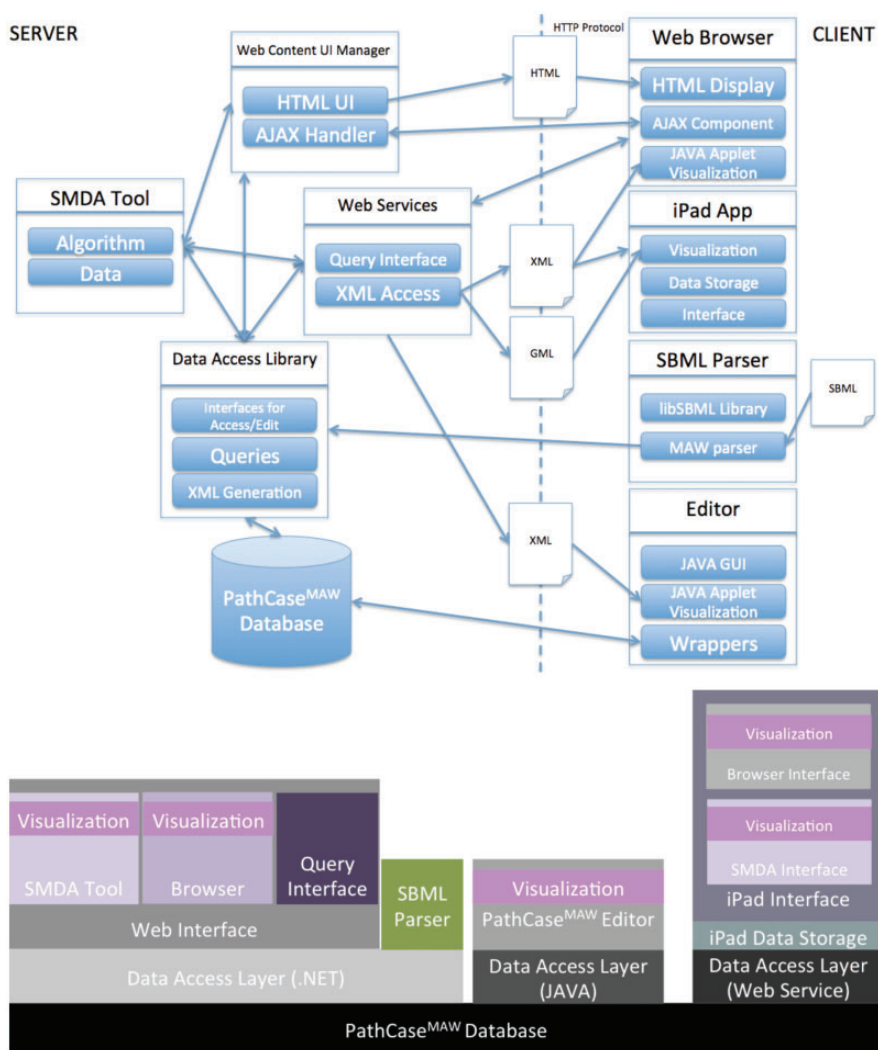 SERVER
HTTP Protocol
CLIENT
Web Content UI Manager
HTML UI
AJAX Handler
HTML
Web Browser
HTML Display
AJAX Component
JAVA Applet
Visualization
SMDA Tool
Algorithm
Data
Web Services
Query Interface
XML Access
XML
GML
iPad App
Visualization
Data Storage
Interface
Data Access Library
Interfaces for
Access/Edit
Queries
XML Generation
SBML Parser
libSBML Library
MAW parser
SBML
PathCaseMAW
Database
XML
Editor
JAVA GUI
JAVA Applet
Visualization
Wrappers
Visualization
SMDA Tool
Visualization
Browser
Query
Interface
Web Interface
SBML
Parser
Data Access Layer (.NET)
Visualization
PathCaseMAW Editor
Data Access Layer
(JAVA)
Visualization
Browser Interface
Visualization
SMDA Interface
iPad Interface
iPad Data Storage
Data Access Layer
(Web Service)
PathCaseMAW Database